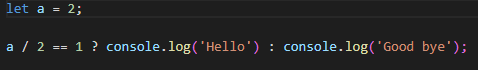 let a = 2;
a / 2 == 1 ? console.log('Hello') : console.log('Good bye');